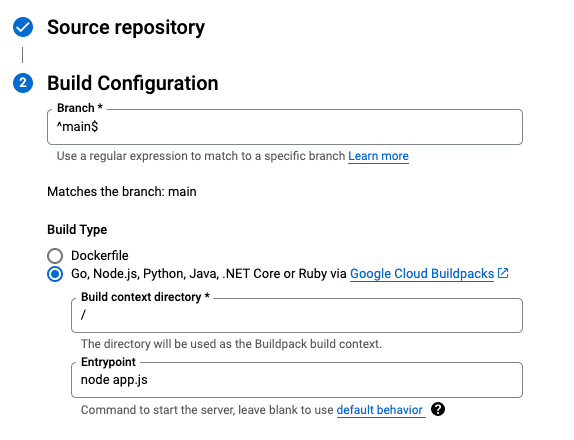 Source repository
2 Build Configuration
Branch *
^main$
Use a regular expression to match to a specific branch Learn more
Matches the branch: main
Build Type
Dockerfile
Go, Node.js, Python, Java, .NET Core or Ruby via Google Cloud Buildpacks
Build context directory *
/
The directory will be used as the Buildpack build context.
Entrypoint
node app.js
Command to start the server, leave blank to use default behavior ?